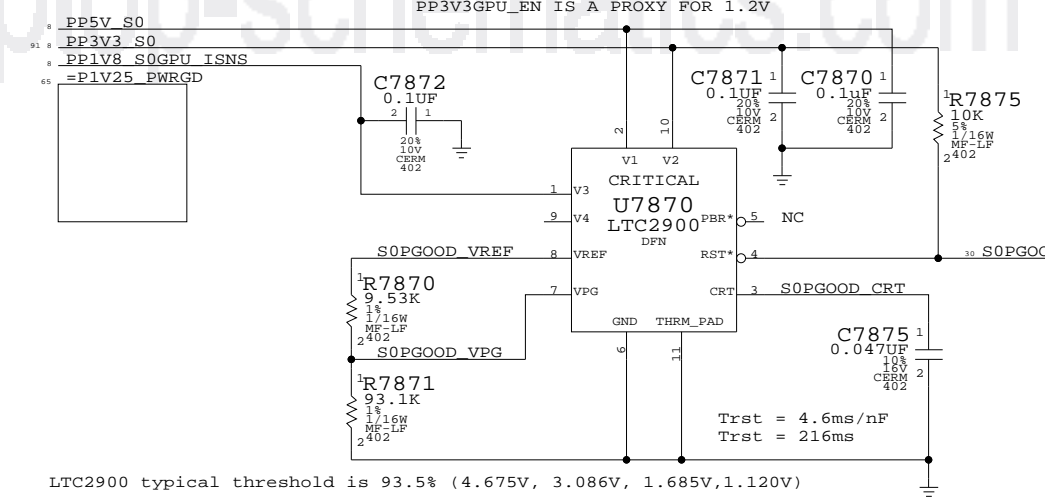 PP3V3GPU_EN IS A PROXY FOR 1.2V
8 PP5V_S0
91 8 PP3V3_S0
8 PP1V8_S0GPU_ISNS
65 =P1V25_PWRGD
C7872
0.1UF
2 1
20%
10V
CERM
402
C7871 1
0.1UF
20%
10V 2
CERM
402
C7870 1
0.1uF
20%
10V 2
CERM
402
1 R7875
10K
5%
1/16W
MF-LF
2 402
2 10
V1 V2
CRITICAL
U7870
LTC2900
DFN
1 V3
9 V4
8 VREF
7 VPG
PBR* 5 NC
RST* 4
CRT 3
GND THRM_PAD
6 11
30 S0PGOO
S0PGOOD_VREF
S0PGOOD_CRT
1 R7870
9.53K
1%
1/16W
MF-LF
2 402
S0PGOOD_VPG
1 R7871
93.1K
1%
1/16W
MF-LF
2 402
C7875 1
0.047UF
10%
16V 2
CERM
402
Trst = 4.6ms/nF
Trst = 216ms
LTC2900 typical threshold is 93.5% (4.675V, 3.086V, 1.685V,1.120V)